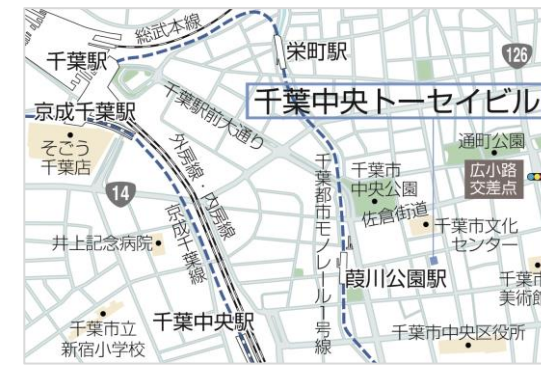 総武本線
千葉駅
栄町駅
126
千葉駅前大通り
千葉中央トーセイビル
京成千葉駅
そごう
千葉店
外房線・内房線
千葉都市モノレール1号線
通町公園
千葉市
中央公園
広小路
交差点
14
佐倉街道
京成千葉線
千葉市文化
センター
井上記念病院
葭川公園駅
千葉市
美術館
千葉市立
新宿小学校
千葉中央駅
千葉市中央区役所